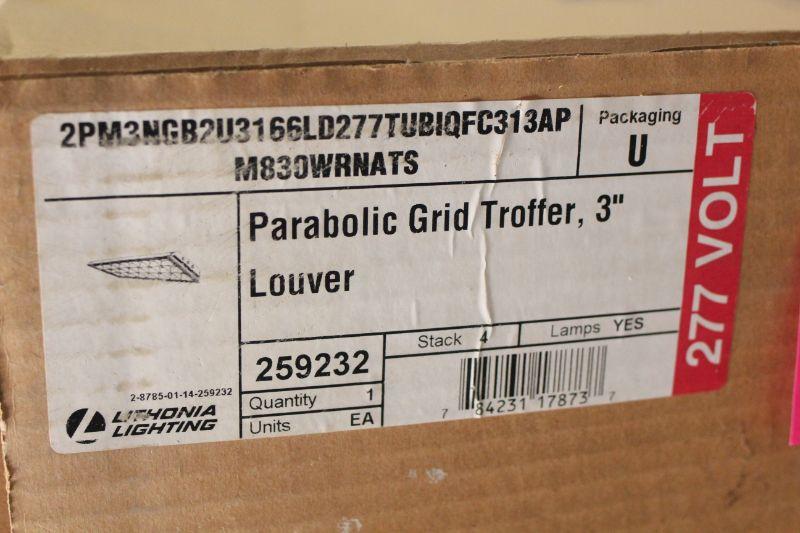 2PM3NGB2U3166LD277TUBIQFC313AP
M830WRNATS
Packaging
U
Parabolic Grid Troffer, 3"
Louver
277 VOLT
Stack 4
Lamps YES
259232
Quantity 1
Units EA
2-8785-01-14-259232
LITHONIA
LIGHTING
7 84231 17873 7